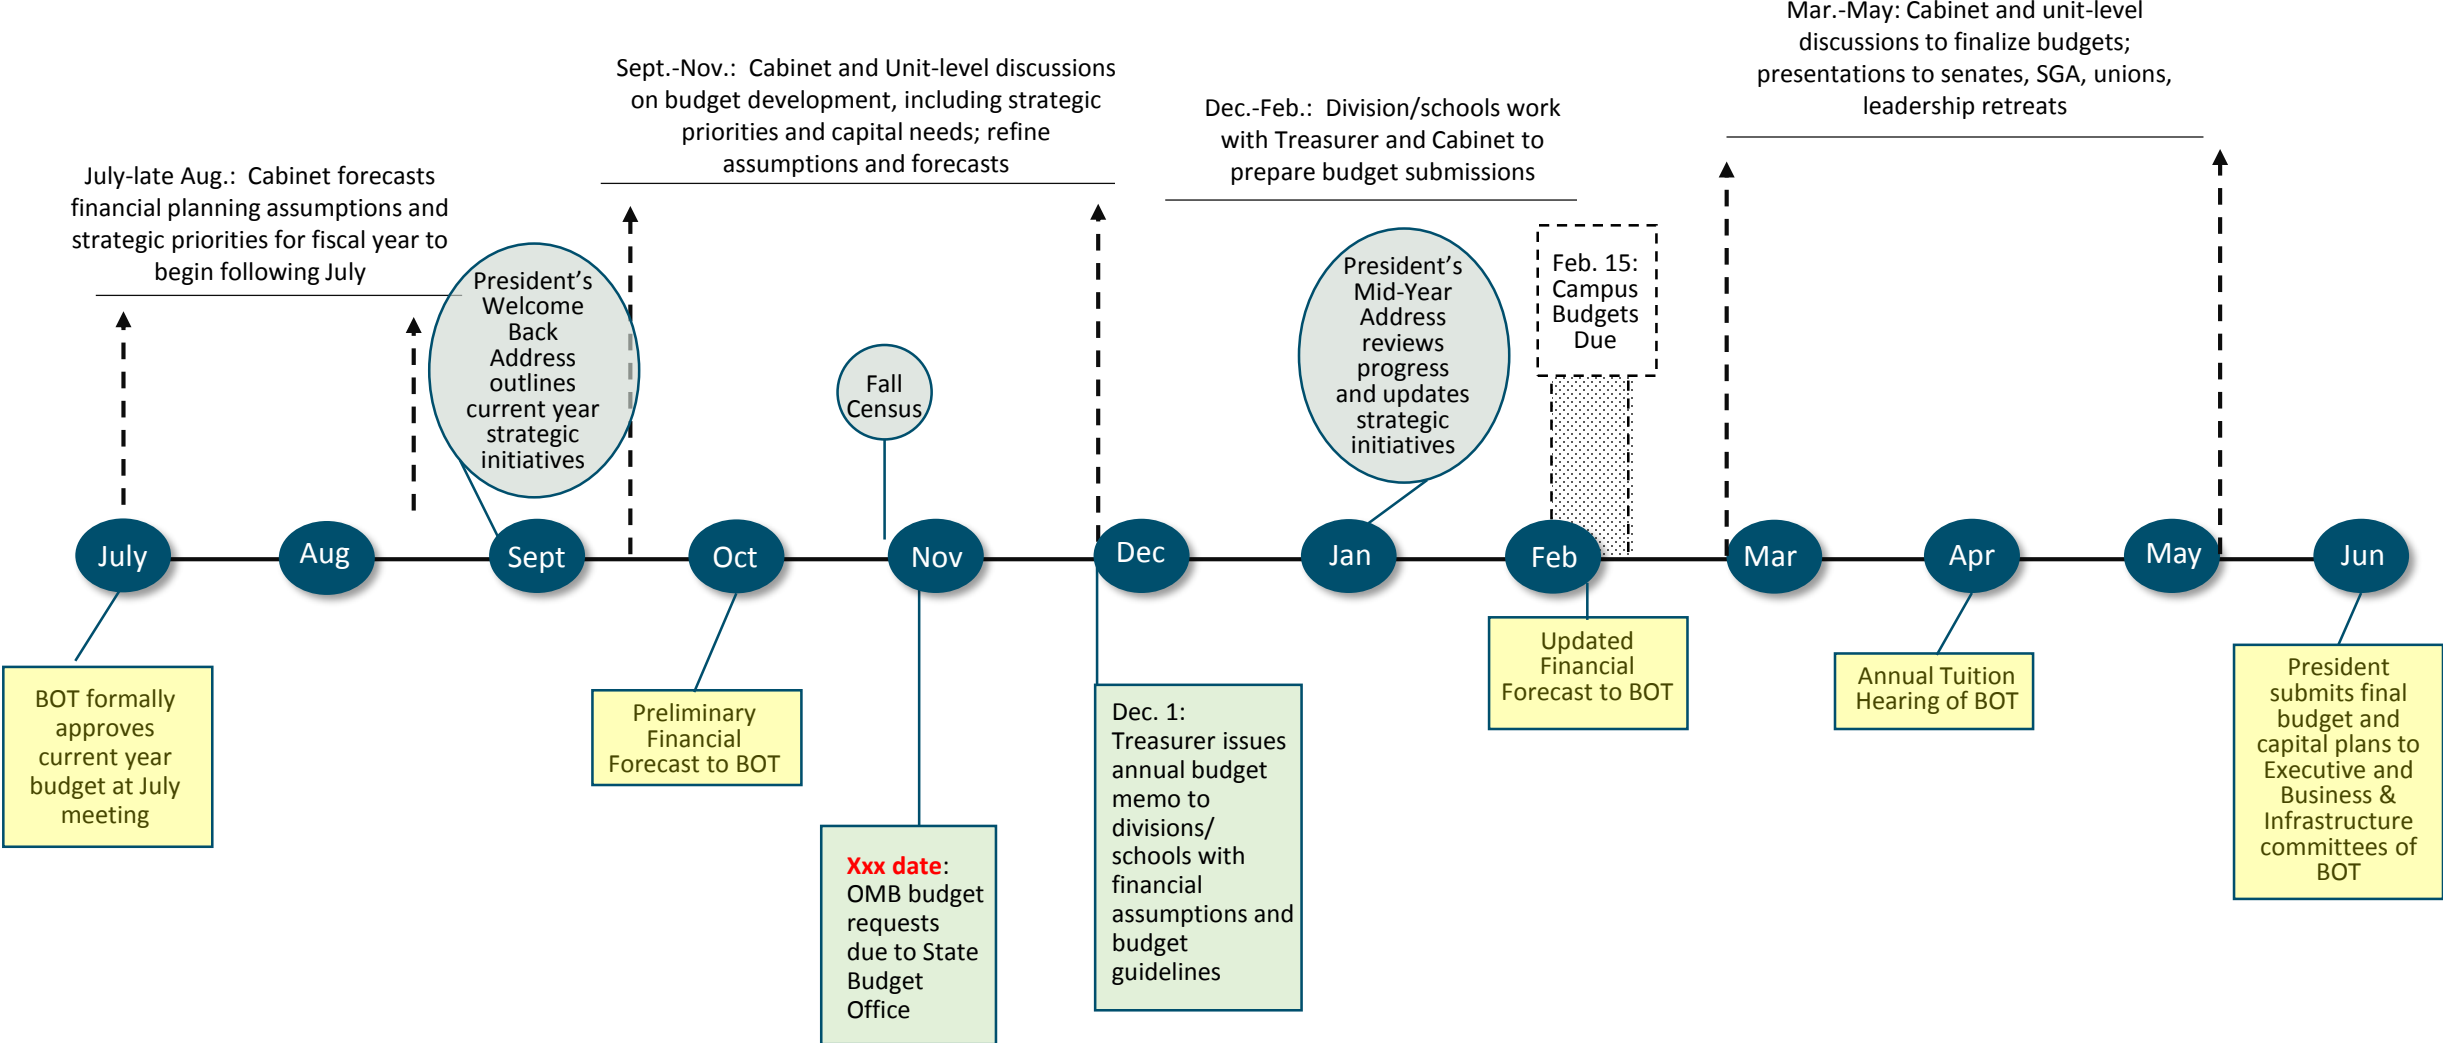 Mar.-May: Cabinet and unit-level
discussions to finalize budgets;
presentations to senates, SGA, unions,
leadership retreats
Sept.-Nov.:  Cabinet and Unit-level discussions
on budget development, including strategic
priorities and capital needs; refine
assumptions and forecasts
Dec.-Feb.:  Division/schools work
with Treasurer and Cabinet to
prepare budget submissions
July-late Aug.:  Cabinet forecasts
financial planning assumptions and
strategic priorities for fiscal year to
begin following July
President's
Welcome
Back
Address
outlines
current year
strategic
initiatives
Fall
Census
President's
Mid-Year
Address
reviews
progress
and updates
strategic
initiatives
Feb. 15:
Campus
Budgets
Due
July
Aug
Sept
Oct
Nov
Dec
Jan
Feb
Mar
Apr
May
Jun
BOT formally
approves
current year
budget at July
meeting
Preliminary
Financial
Forecast to BOT
Xxx date:
OMB budget
requests
due to State
Budget
Office
Dec. 1:
Treasurer issues
annual budget
memo to
divisions/
schools with
financial
assumptions and
budget
guidelines
Updated
Financial
Forecast to BOT
Annual Tuition
Hearing of BOT
President
submits final
budget and
capital plans to
Executive and
Business &
Infrastructure
committees of
BOT